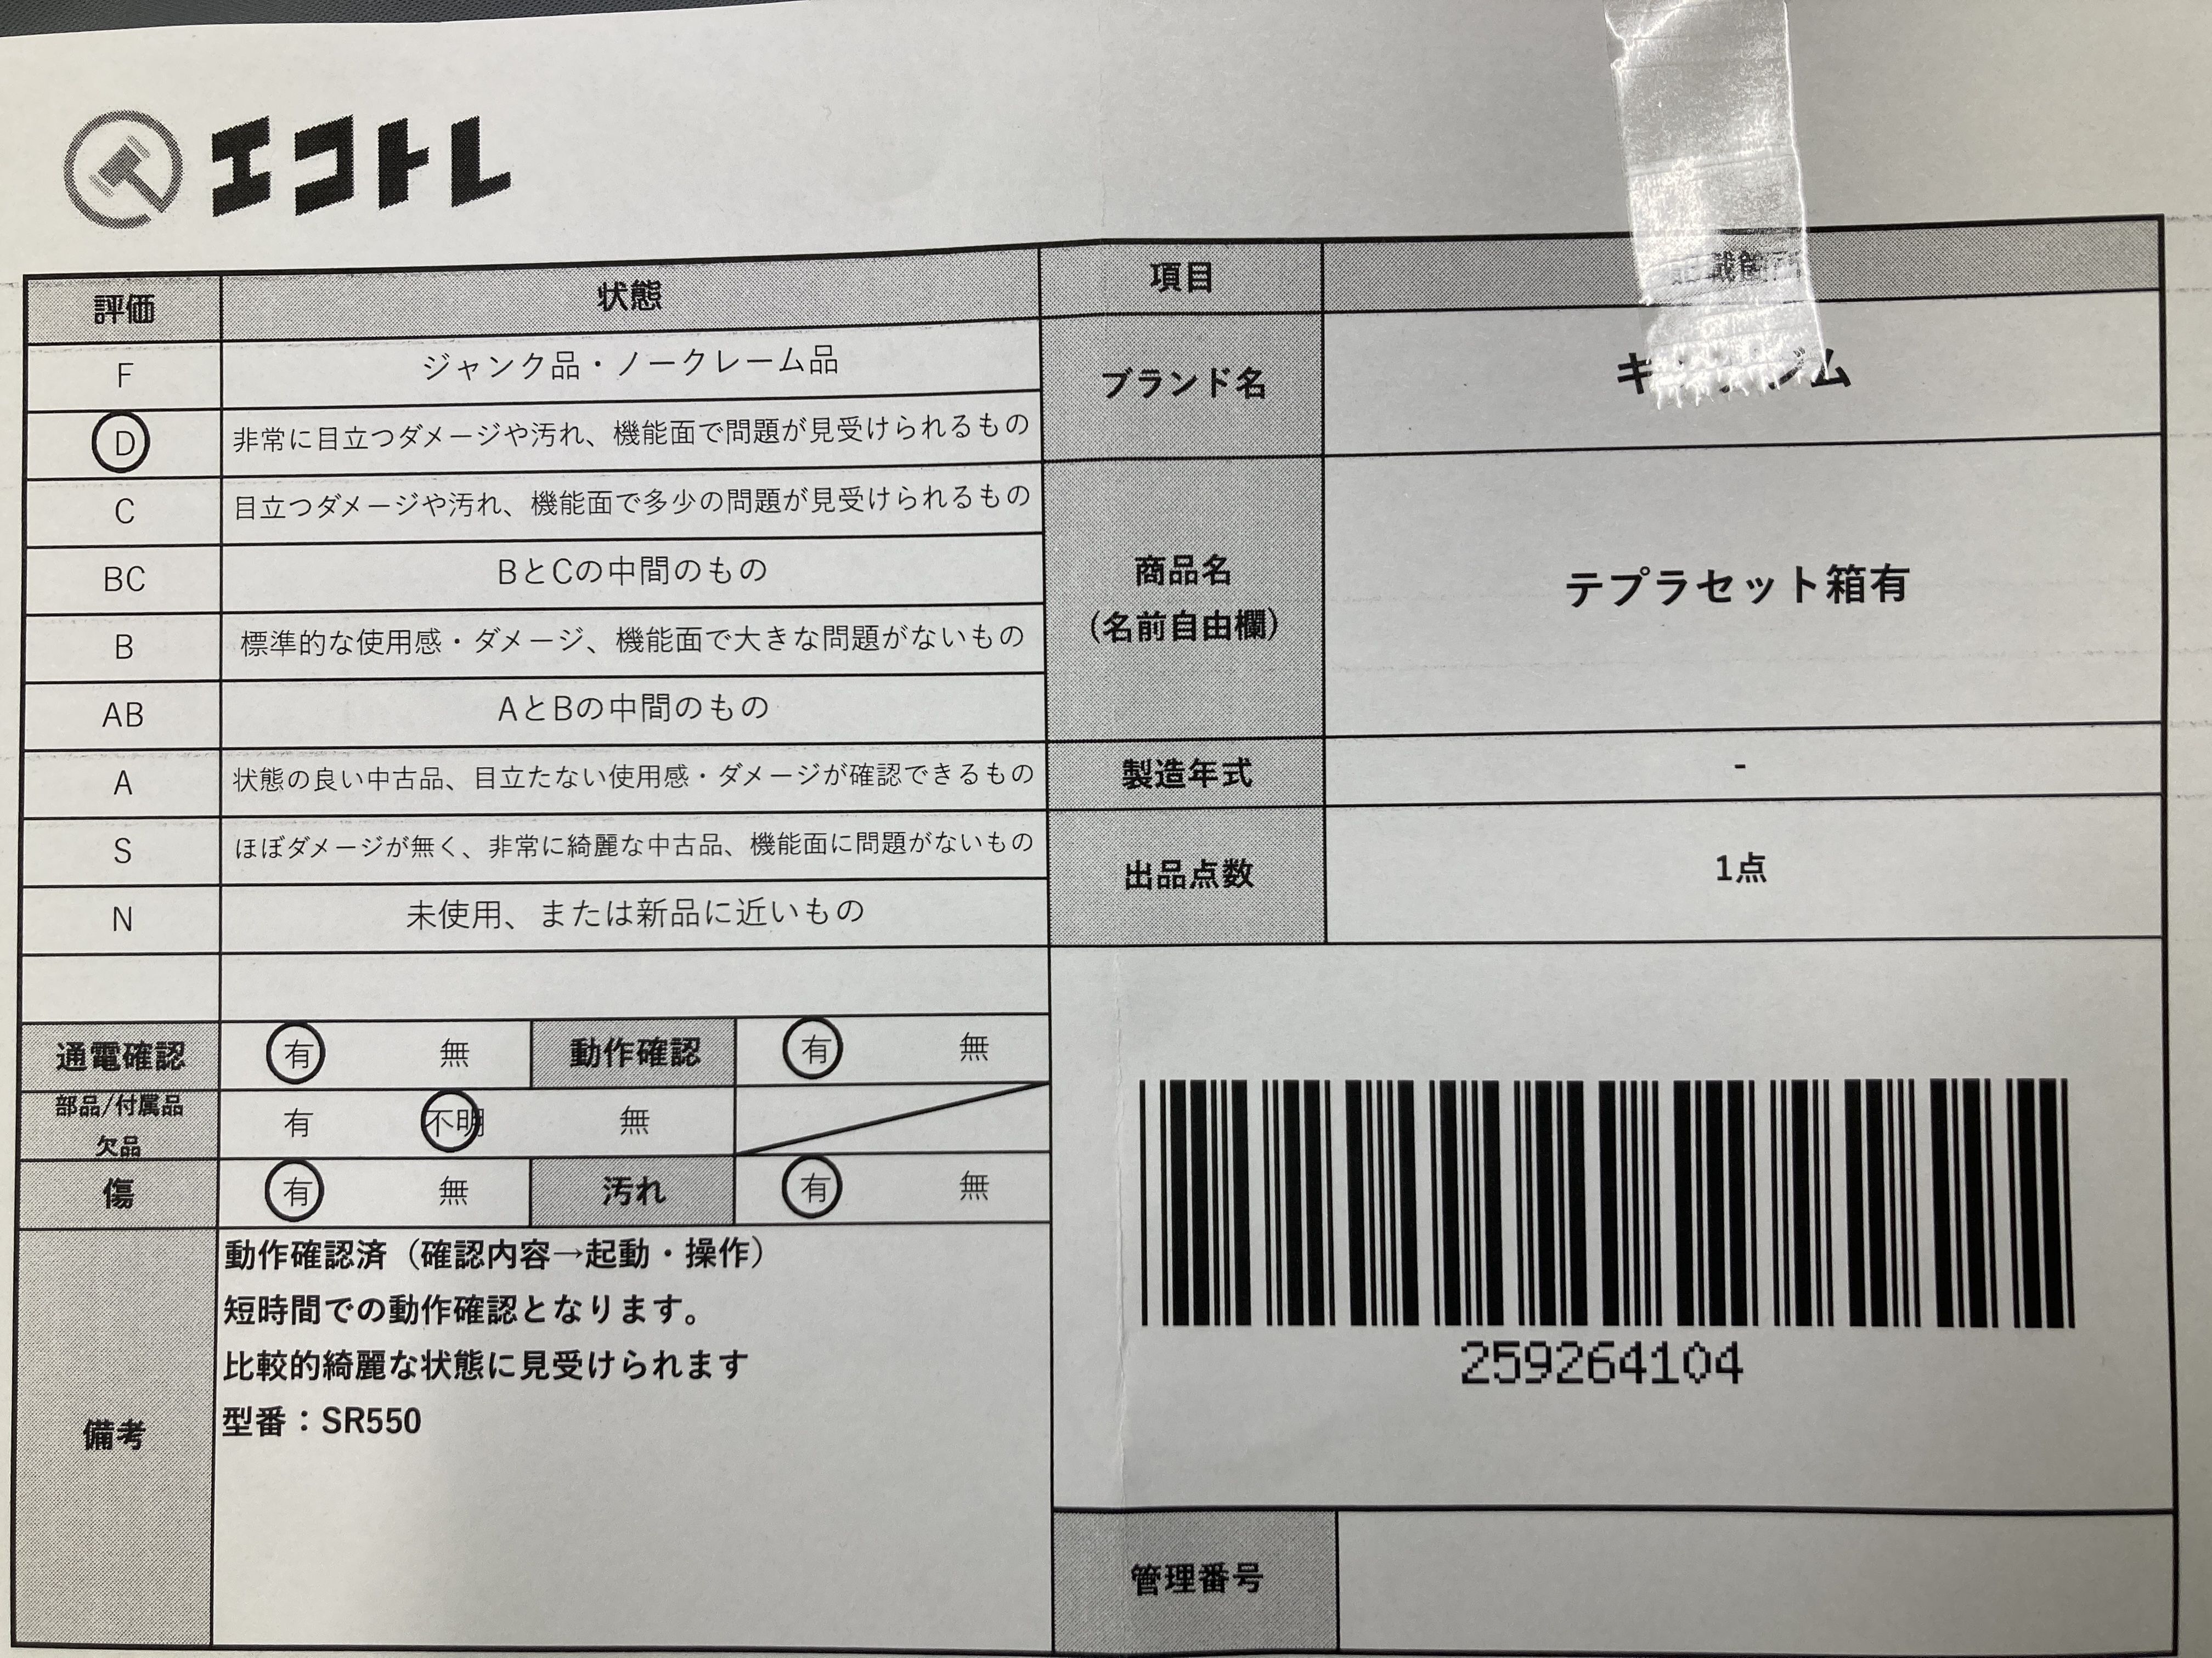 エコトレ
評価 状態
F ジャンク品・ノークレーム品
D 非常に目立つダメージや汚れ、機能面で問題が見受けられるもの
C 目立つダメージや汚れ、機能面で多少の問題が見受けられるもの
BC BとCの中間のもの
B 標準的な使用感・ダメージ、機能面で大きな問題がないもの
AB AとBの中間のもの
A 状態の良い中古品、目立たない使用感・ダメージが確認できるもの
S ほぼダメージが無く、非常に綺麗な中古品、機能面に問題がないもの
N 未使用、または新品に近いもの
通電確認 有 無 動作確認 有 無
部品/付属品
欠品 有 不明 無
傷 有 無 汚れ 有 無
備考
動作確認済（確認内容→起動・操作）
短時間での動作確認となります。
比較的綺麗な状態に見受けられます
型番：SR550
項目
ブランド名
商品名
（名前自由欄）
テプラセット箱有
製造年式 -
出品点数 1点
259264104
管理番号